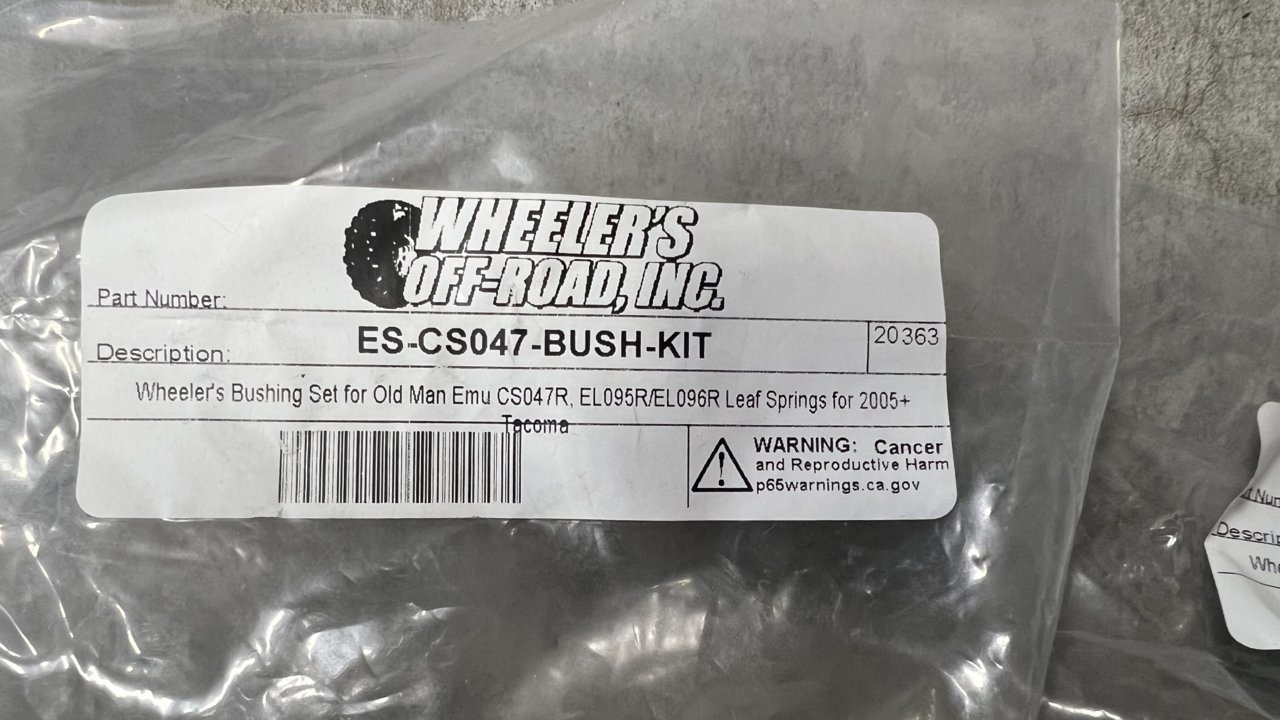 WHEELER'S
OFF-ROAD, INC.
Part Number:
ES-CS047-BUSH-KIT
20363
Description:
Wheeler's Bushing Set for Old Man Emu CS047R, EL095R/EL096R Leaf Springs for 2005+
Tacoma
WARNING: Cancer
and Reproductive Harm
p65warnings.ca.gov